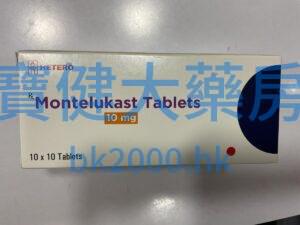 HETERO
寶健大藥房
Montelukast Tablets
10 mg
bk2000.hk
10 x 10 Tablets